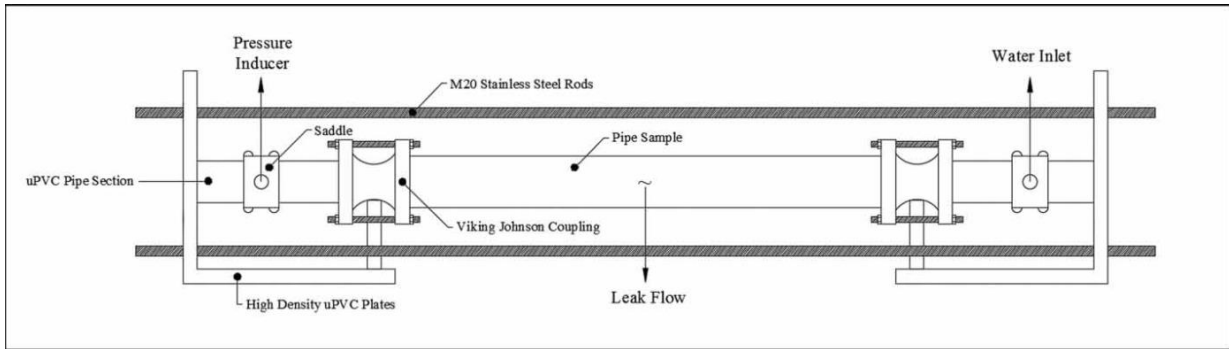 Pressure
Inducer
Water Inlet
M20 Stainless Steel Rods
Saddle
Pipe Sample
uPVC Pipe Section
Viking Johnson Coupling
~
Leak Flow
High Density uPVC Plates